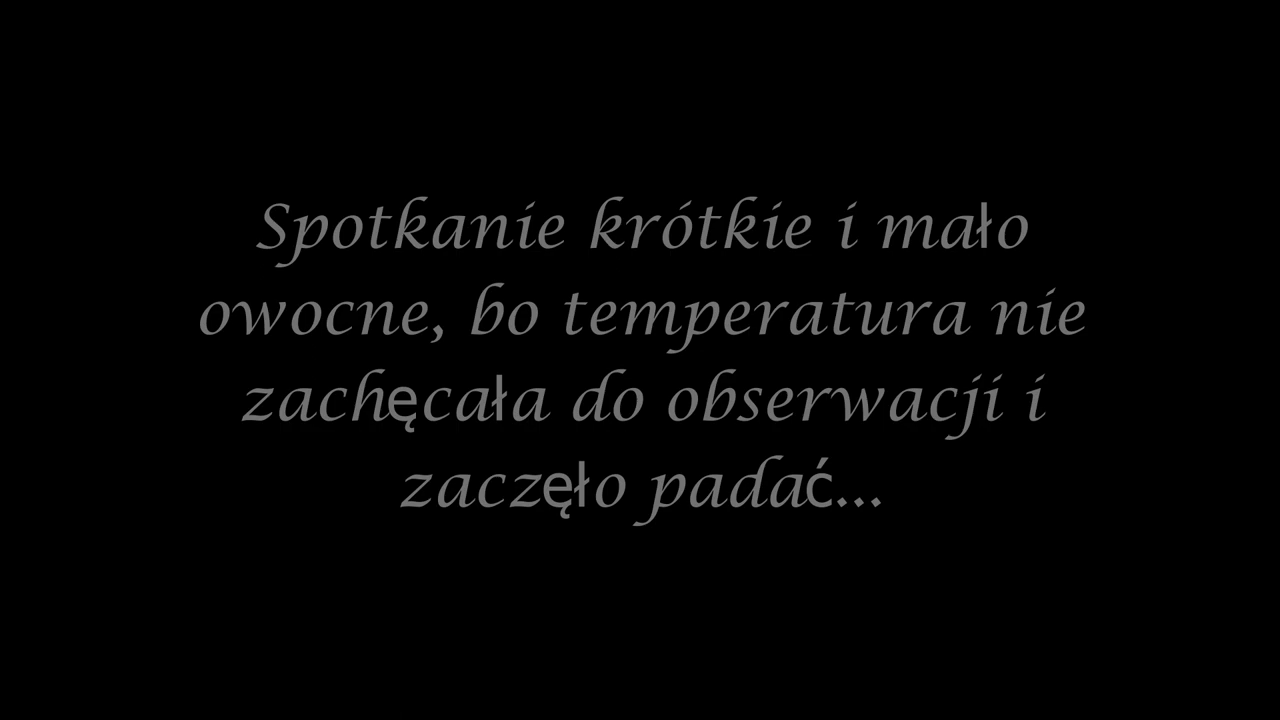 Spotkanie krótkie i mało
owocne, bo temperatura nie
zachęcała do obserwacji i
zaczęło padać...